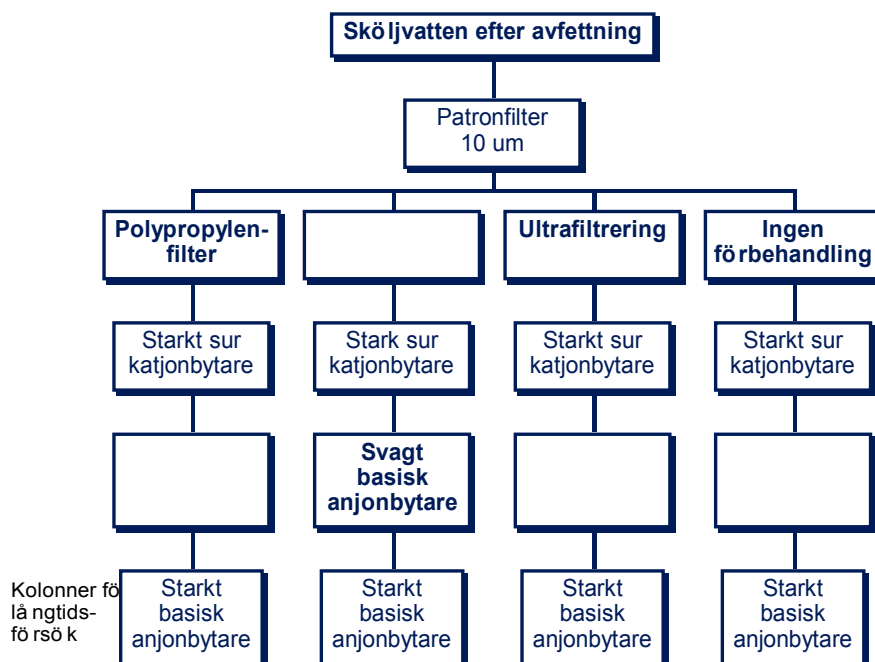 Sköljvatten efter avfettning
Patronfilter
10 um
Polypropylen-
filter
Ultrafiltrering
Ingen
förbehandling
Starkt sur
katjonbytare
Stark sur
katjonbytare
Starkt sur
katjonbytare
Starkt sur
katjonbytare
Svagt
basisk
anjonbytare
Kolonner fö
lå ngtids-
fö rsö k
Starkt
basisk
anjonbytare
Starkt
basisk
anjonbytare
Starkt
basisk
anjonbytare
Starkt
basisk
anjonbytare